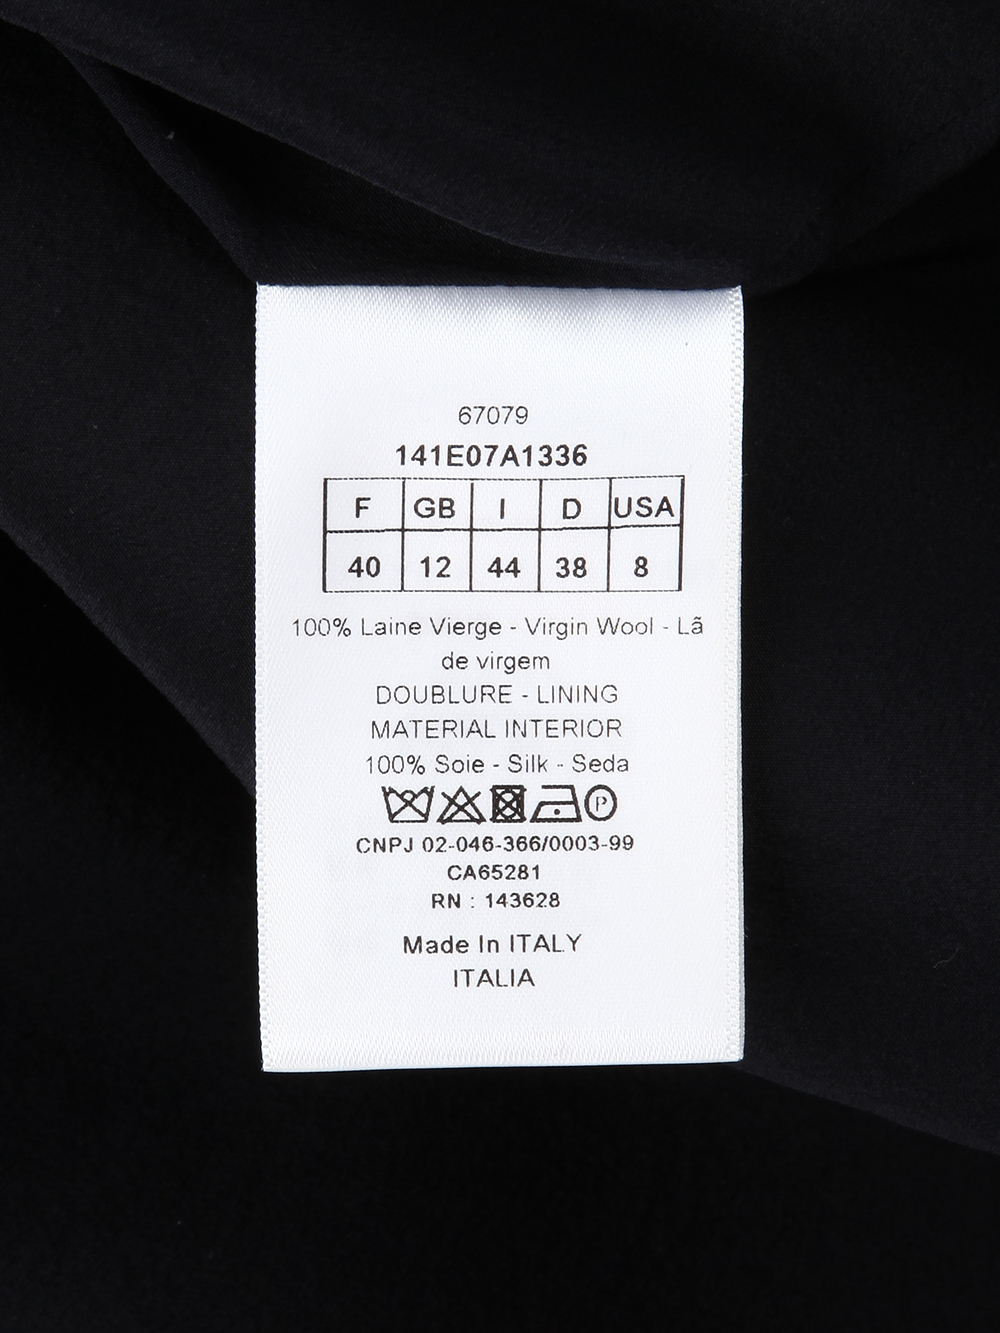 67079
141E07A1336
F GB I D USA
40 12 44 38 8
100% Laine Vierge - Virgin Wool - Lã
de virgem
DOUBLURE - LINING
MATERIAL INTERIOR
100% Soie - Silk - Seda
P
CNPJ 02-046-366/0003-99
CA65281
RN : 143628
Made In ITALY
ITALIA